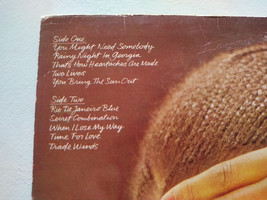 Side One
You Might Need Somebody
Rainy Night In Georgia
That's How Heartaches Are Made
Two Lives
You Bring The Sun Out
Side Two
Rio De Janeiro Blue
Secret Combination
When I Lose My Way
Time For Love
Trade Winds